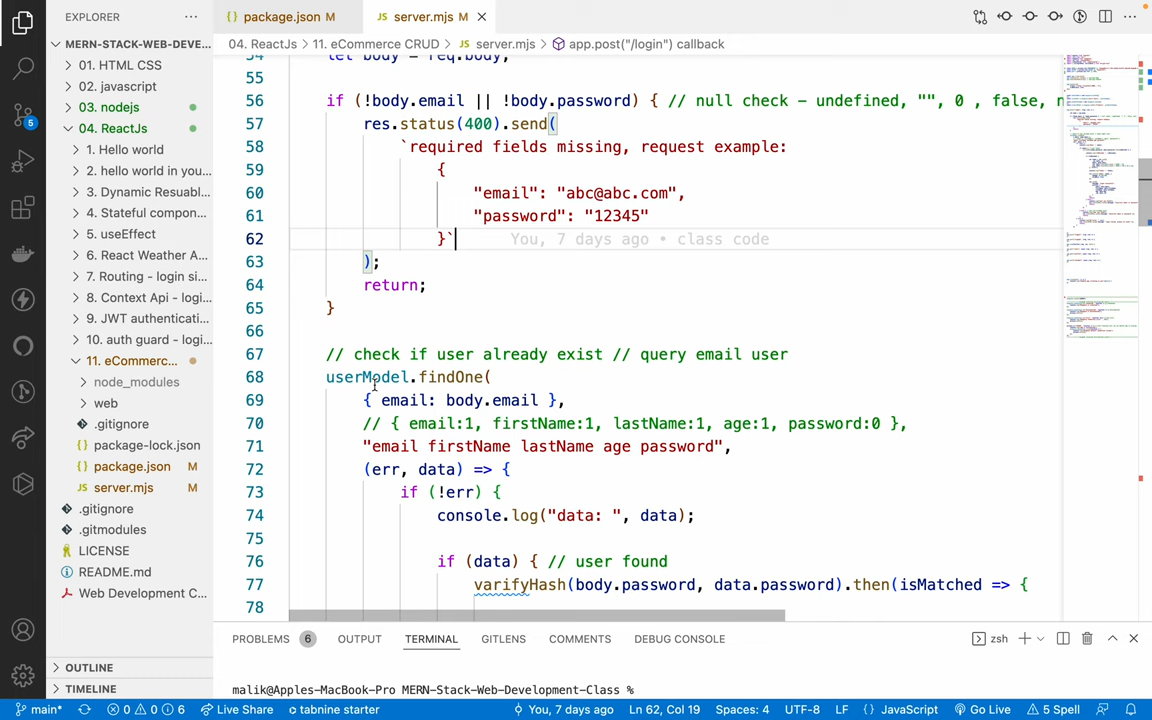 EXPLORER
package.json M
JS server.mjs M
MERN-STACK-WEB-DEVE...
04. ReactJs > 11. eCommerce CRUD > JS server.mjs > app.post("/login") callback
01. HTML CSS
02. javascript
03. nodejs
04. ReactJs
1. Hello world
2. hello world in you...
3. Dynamic Resuabl...
4. Stateful compon...
5. useEffect
6. React Weather A...
7. Routing - login si...
8. Context Api - logi...
9. JWT authenticati...
10. auth guard - logi...
11. eCommerc...
node_modules
web
.gitignore
package-lock.json
package.json M
JS server.mjs M
.gitignore
.gitmodules
LICENSE
README.md
Web Development C...
OUTLINE
TIMELINE
5
54 let body = req.body;
55
56 if (!body.email || !body.password) { // null check - undefined, "", 0 , false,
57 res.status(400).send(
58 `required fields missing, request example:
59 {
60 "email": "abc@abc.com",
61 "password": "12345"
62 }` You, 7 days ago • class code
63 );
64 return;
65 }
66
67 // check if user already exist // query email user
68 userModel.findOne(
69 { email: body.email },
70 // { email:1, firstName:1, lastName:1, age:1, password:0 },
71 "email firstName lastName age password",
72 (err, data) => {
73 if (!err) {
74 console.log("data: ", data);
75
76 if (data) { // user found
77 varifyHash(body.password, data.password).then(isMatched => {
78
PROBLEMS 6 OUTPUT TERMINAL GITLENS COMMENTS DEBUG CONSOLE zsh
malik@Apples-MacBook-Pro MERN-Stack-Web-Development-Class %
main* 0 0 6 Live Share tabnine starter You, 7 days ago Ln 62, Col 19 Spaces: 4 UTF-8 LF {} JavaScript Go Live 5 Spell